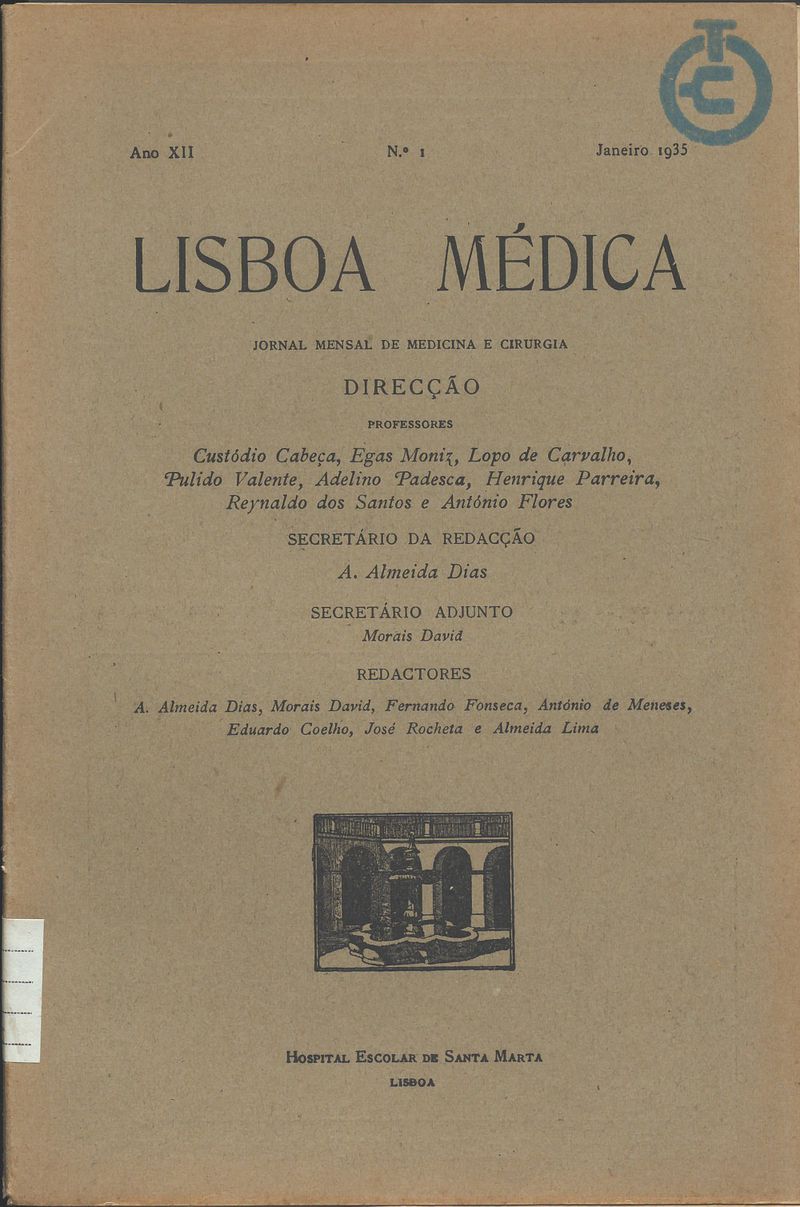 Ano XII N.º 1 Janeiro 1935
LISBOA MÉDICA
JORNAL MENSAL DE MEDICINA E CIRURGIA
DIRECÇÃO
PROFESSORES
Custódio Cabeça, Egas Moniz, Lopo de Carvalho,
Pulido Valente, Adelino Padesca, Henrique Parreira,
Reynaldo dos Santos e António Flores
SECRETÁRIO DA REDACÇÃO
A. Almeida Dias
SECRETÁRIO ADJUNTO
Morais David
REDACTORES
A. Almeida Dias, Morais David, Fernando Fonseca, António de Meneses,
Eduardo Coelho, José Rocheta e Almeida Lima
HOSPITAL ESCOLAR DE SANTA MARTA
LISBOA